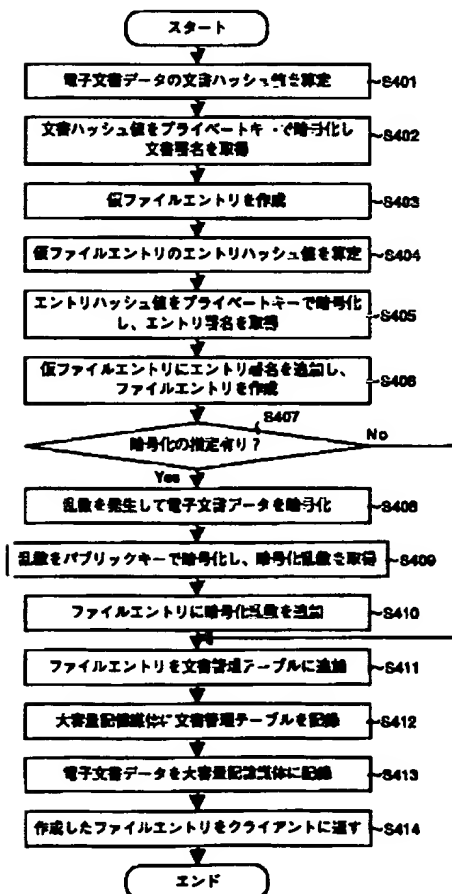 スタート
電子文書データの文書ハッシュ値を算定
S401
文書ハッシュ値をプライベートキーで暗号化し
文書署名を取得
S402
仮ファイルエントリを作成
S403
仮ファイルエントリのエントリハッシュ値を算定
S404
エントリハッシュ値をプライベートキーで暗号化
し、エントリ署名を取得
S405
仮ファイルエントリにエントリ署名を追加し、
ファイルエントリを作成
S406
S407
暗号化の指定有り?
No
Yes
乱数を発生して電子文書データを暗号化
S408
乱数をパブリックキーで暗号化し、暗号化乱数を取得
S409
ファイルエントリに暗号化乱数を追加
S410
ファイルエントリを文書管理テーブルに追加
S411
大容量記憶媒体に文書管理テーブルを記録
S412
電子文書データを大容量記憶媒体に記録
S413
作成したファイルエントリをクライアントに返す
S414
エンド